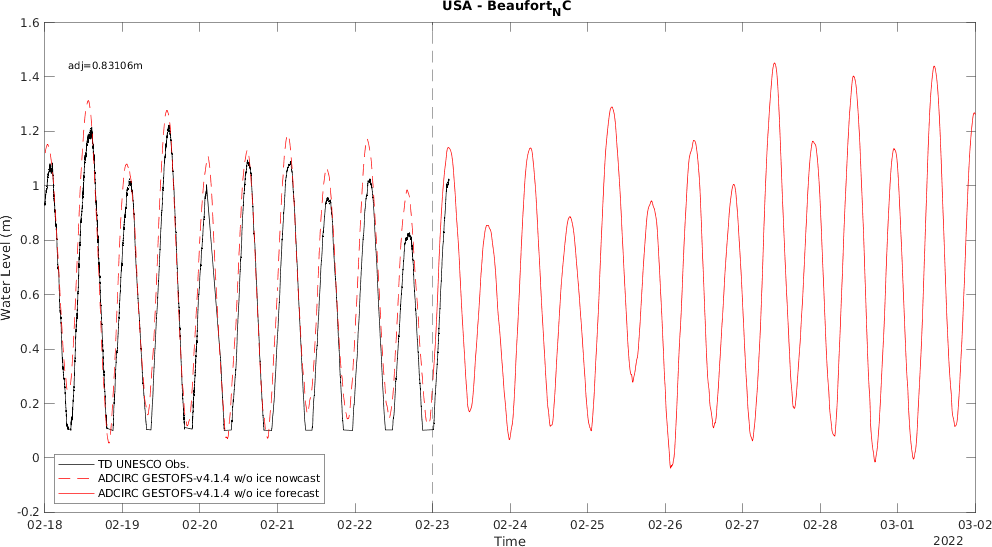 USA - BeaufortNC
1.6
1.4
1.2
1
0.8
0.6
0.4
0.2
0
-0.2
Water Level (m)
adj=0.83106m
TD UNESCO Obs.
ADCIRC GESTOFS-v4.1.4 w/o ice nowcast
ADCIRC GESTOFS-v4.1.4 w/o ice forecast
02-18 02-19 02-20 02-21 02-22 02-23 02-24 02-25 02-26 02-27 02-28 03-01 03-02
Time
2022